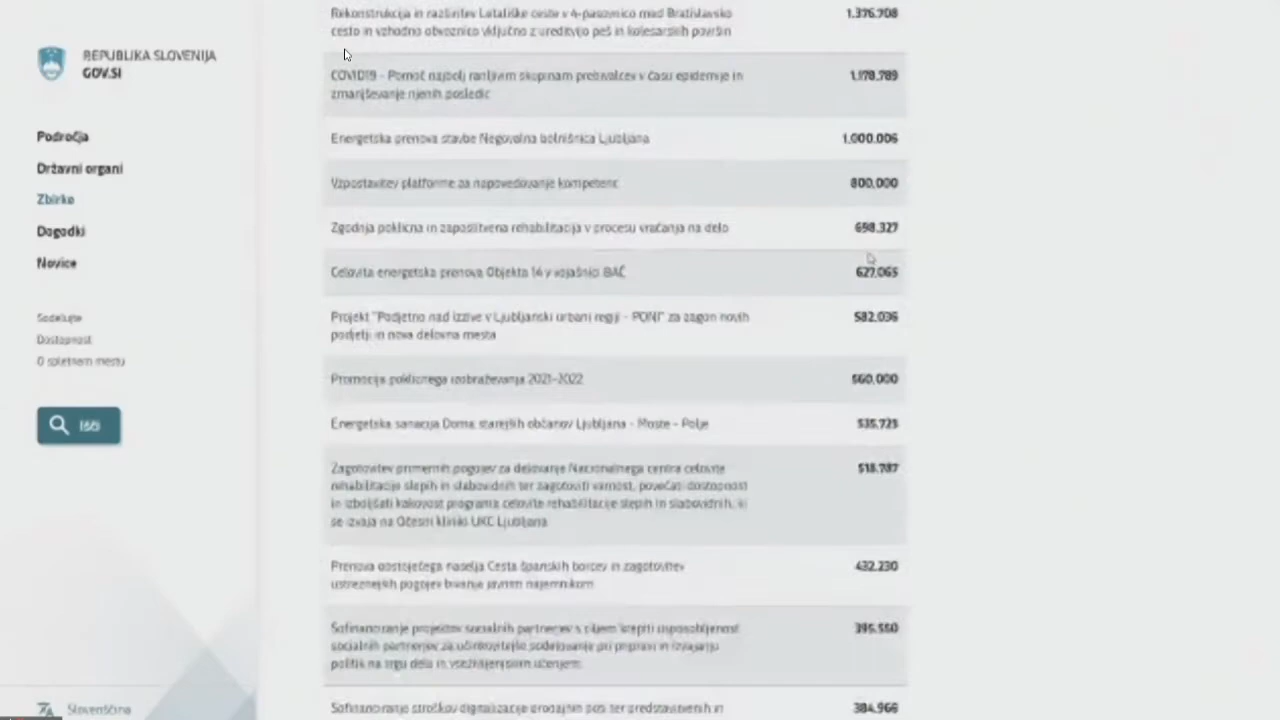 REPUBLIKA SLOVENIJA
GOV.SI
Področja
Državni organi
Zbirke
Dogodki
Novice
Sodelujte
Dostopnost
O spletnem mestu
Išči
Slovenščina
Rekonstrukcija in razširitev Letališke ceste v 4-pasovnico med Bratislavsko 1.376.708
cesto in vzhodno obvoznico vključno z ureditvijo peš in kolesarskih površin
COVID19 - Pomoč najbolj ranljivim skupinam prebivalcev v času epidemije in 1.178.789
zmanjševanje njenih posledic
Energetska prenova stavbe Negovalna bolnišnica Ljubljana 1.000.006
Vzpostavitev platforme za napovedovanje kompetenc 800.000
Zgodnja poklicna in zaposlitvena rehabilitacija v procesu vračanja na delo 698.327
Celovita energetska prenova Objekta 14 v vojašnici BAČ 627.065
Projekt "Podjetno nad izzive v Ljubljanski urbani regiji - PONI" za zagon novih 582.036
podjetij in nova delovna mesta
Promocija poklicnega izobraževanja 2021-2022 560.000
Energetska sanacija Doma starejših občanov Ljubljana - Moste - Polje 535.723
Zagotovitev primernih pogojev za delovanje Nacionalnega centra celovite 518.787
rehabilitacije slepih in slabovidnih ter zagotoviti varnost, povečati dostopnost
in izboljšati kakovost programa celovite rehabilitacije slepih in slabovidnih, ki
se izvaja na Očesni kliniki UKC Ljubljana
Prenova obstoječega naselja Cesta španskih borcev in zagotovitev 432.230
ustreznejših pogojev bivanja javnim najemnikom
Sofinanciranje projektov socialnih partnerjev s ciljem krepiti usposobljenost 395.550
socialnih partnerjev za učinkovitejše sodelovanje pri pripravi in izvajanju
politik na trgu dela in vseživljenjskim učenjem
Sofinanciranje stroškov digitalizacije prodajnih poti ter predstavitvenih in 384.966